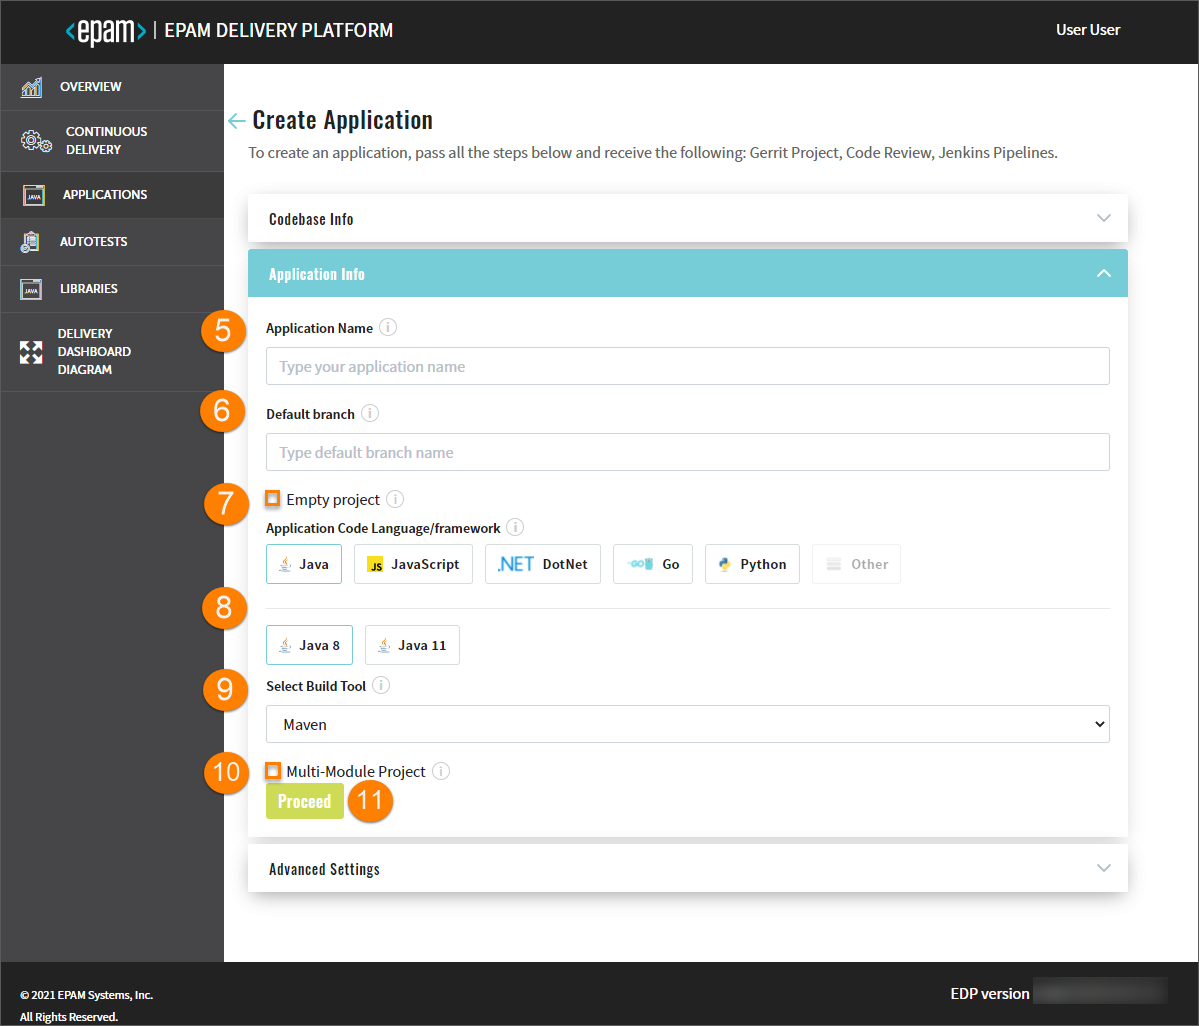 <epam> | EPAM DELIVERY PLATFORM
User User
OVERVIEW
CONTINUOUS
DELIVERY
JAVA
APPLICATIONS
AUTOTESTS
JAVA
LIBRARIES
DELIVERY
DASHBOARD
DIAGRAM
Create Application
To create an application, pass all the steps below and receive the following: Gerrit Project, Code Review, Jenkins Pipelines.
Codebase Info
Application Info
5
Application Name i
Type your application name
6
Default branch i
Type default branch name
7
Empty project i
Application Code Language/framework i
Java
JS JavaScript
.NET DotNet
GO Go
Python
Other
8
Java 8
Java 11
9
Select Build Tool i
Maven
10
Multi-Module Project i
Proceed
11
Advanced Settings
© 2021 EPAM Systems, Inc.
All Rights Reserved.
EDP version